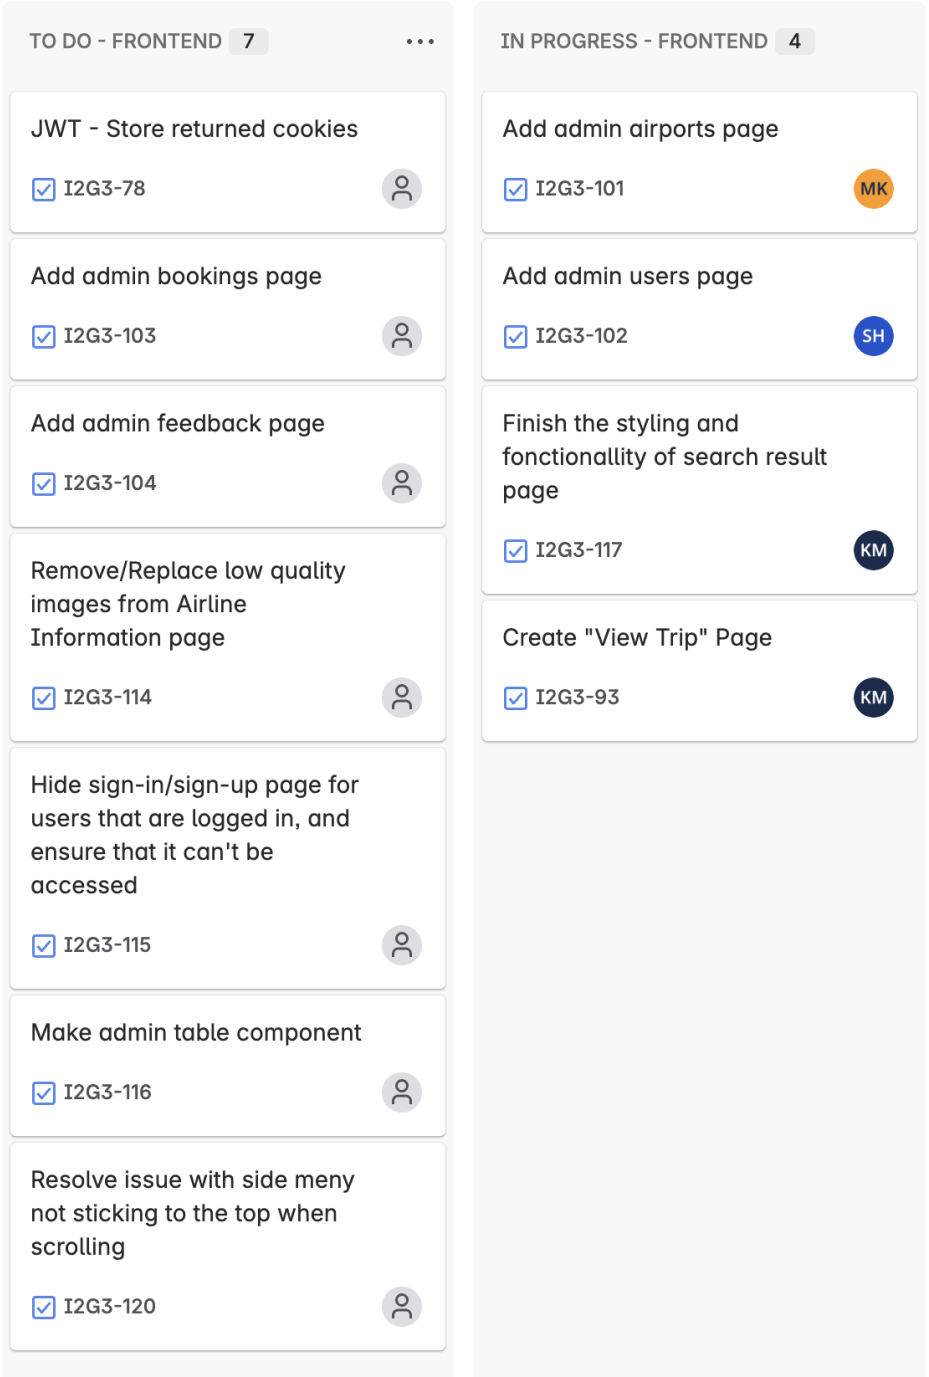 TO DO - FRONTEND 7
JWT - Store returned cookies
I2G3-78
Add admin bookings page
I2G3-103
Add admin feedback page
I2G3-104
Remove/Replace low quality
images from Airline
Information page
I2G3-114
Hide sign-in/sign-up page for
users that are logged in, and
ensure that it can't be
accessed
I2G3-115
Make admin table component
I2G3-116
Resolve issue with side meny
not sticking to the top when
scrolling
I2G3-120
IN PROGRESS - FRONTEND 4
Add admin airports page
I2G3-101 MK
Add admin users page
I2G3-102 SH
Finish the styling and
fonctionallity of search result
page
I2G3-117 KM
Create "View Trip" Page
I2G3-93 KM